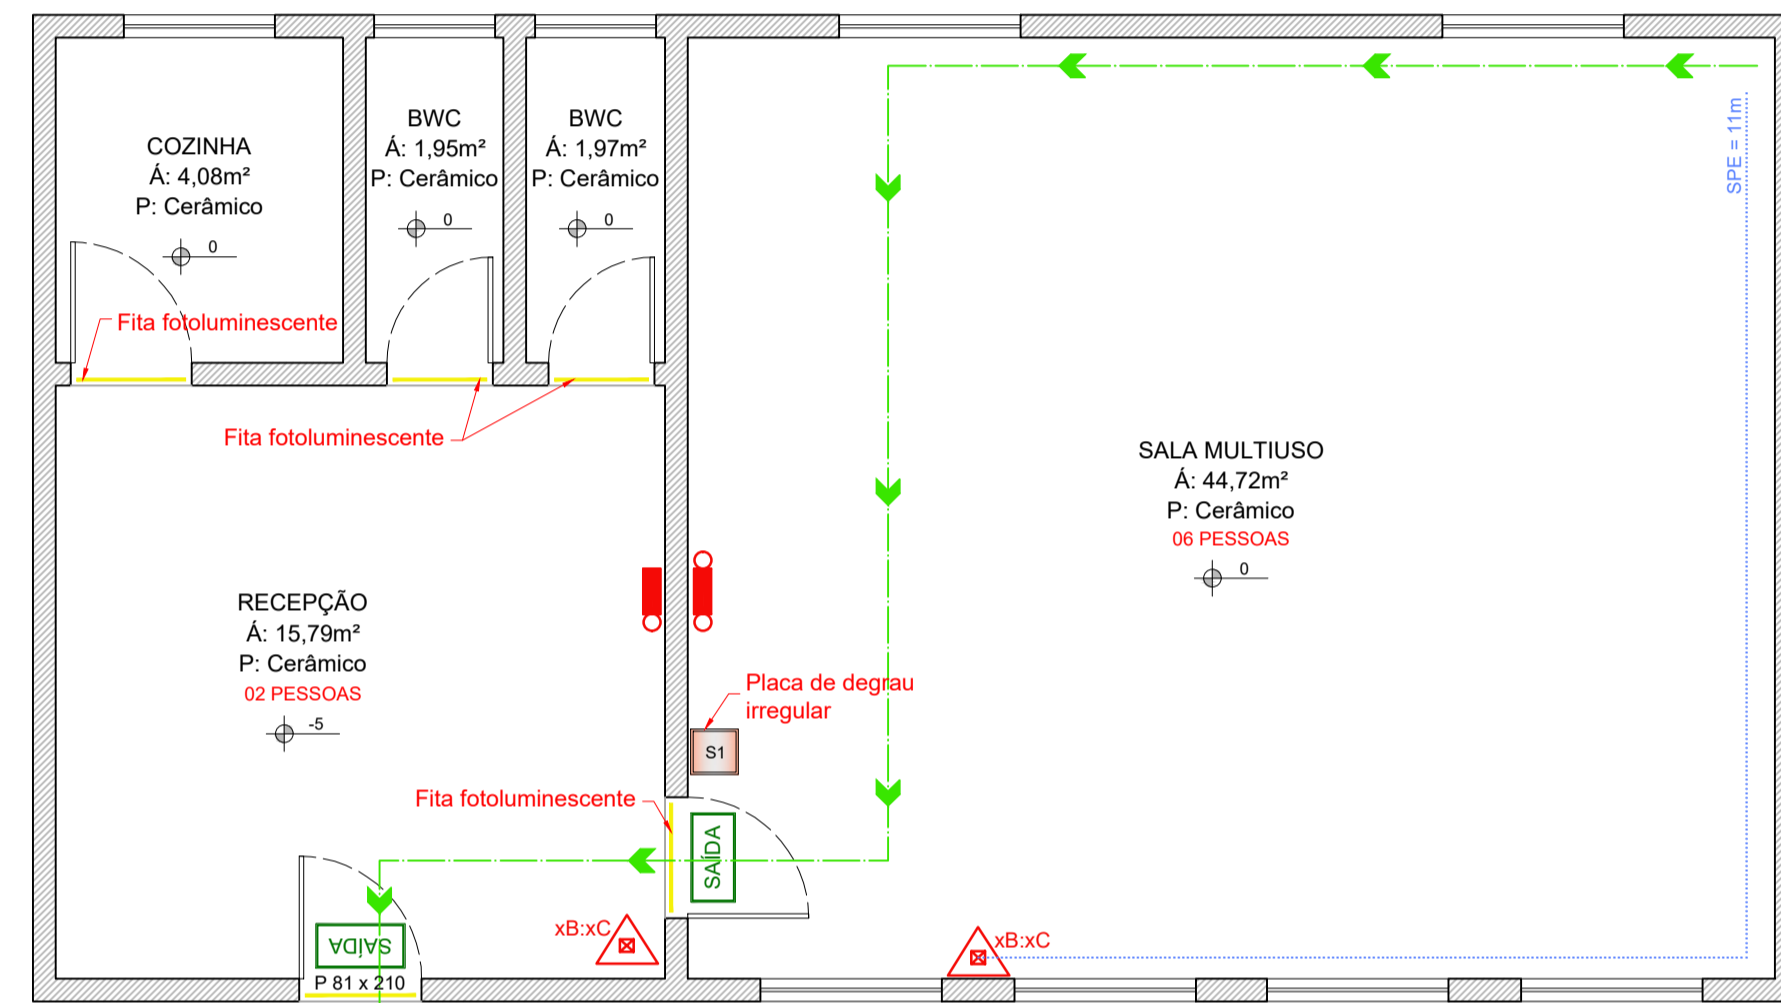 COZINHA
Á: 4,08m²
P: Cerâmico
0
BWC
Á: 1,95m²
P: Cerâmico
0
BWC
Á: 1,97m²
P: Cerâmico
0
SPE = 11m
Fita fotoluminescente
Fita fotoluminescente
SALA MULTIUSO
Á: 44,72m²
P: Cerâmico
06 PESSOAS
0
RECEPÇÃO
Á: 15,79m²
P: Cerâmico
02 PESSOAS
-5
Placa de degrau
irregular
S1
Fita fotoluminescente
SAÍDA
xB:xC
xB:xC
SAÍDA
P 81 x 210